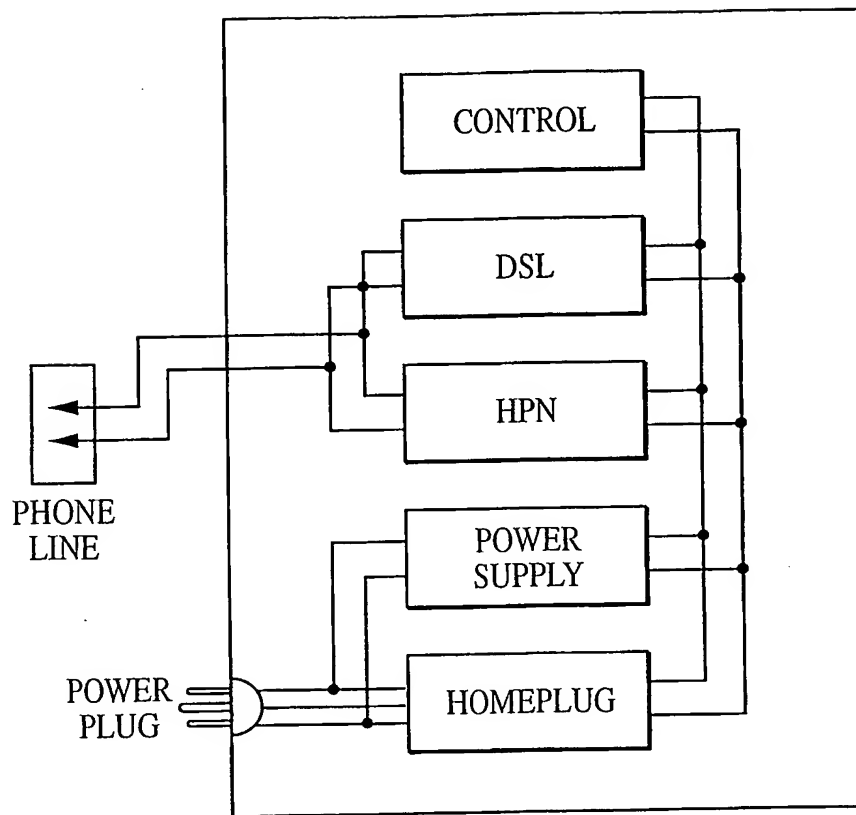 CONTROL
DSL
HPN
PHONE
LINE
POWER
SUPPLY
POWER
PLUG
HOMEPLUG